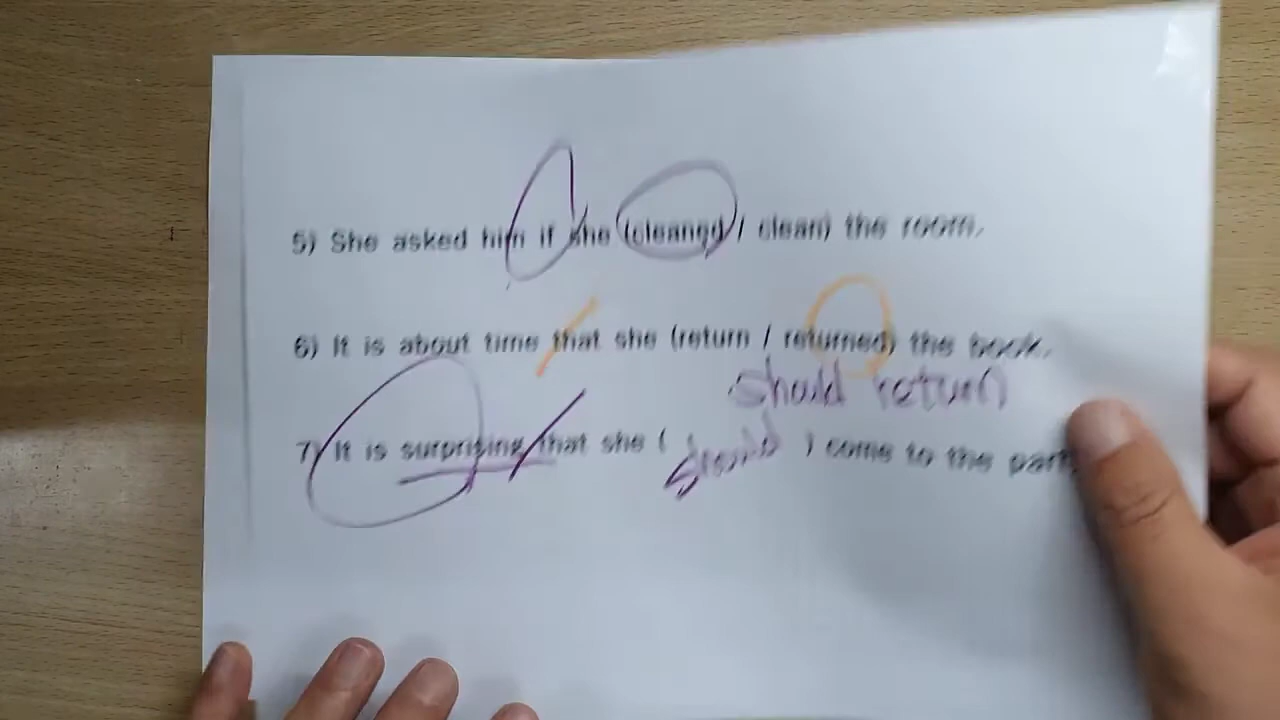 5) She asked him if she (cleaned / clean) the room.
6) It is about time that she (return / returned) the book.
should return
7) It is surprising that she ( should ) come to the part